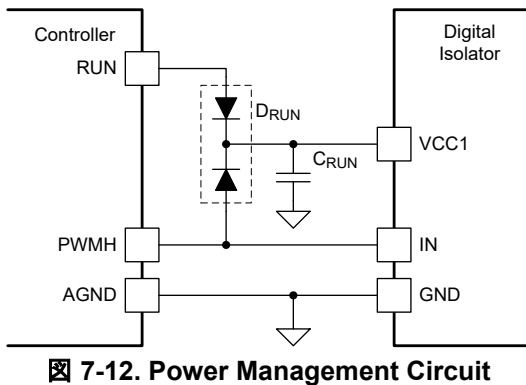 Controller
RUN
PWMH
AGND
D_RUN
C_RUN
Digital
Isolator
VCC1
IN
GND
図 7-12. Power Management Circuit